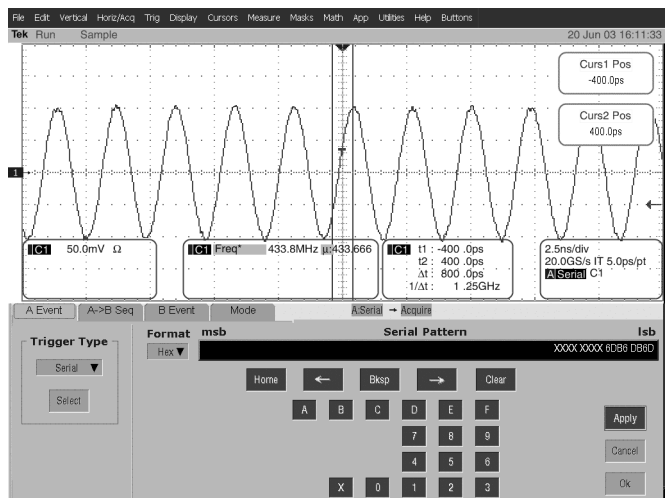 File Edit Vertical Horiz/Acq Trig Display Cursors Measure Masks Math App Utilities Help Buttons
Tek Run Sample 20 Jun 03 16:11:33
Curs1 Pos
-400.0ps
Curs2 Pos
400.0ps
1
T
C1 50.0mV Ω
C1 Freq* 433.8MHz µ:433.666
C1 t1 : -400 .0ps
t2 : 400 .0ps
Δt : 800 .0ps
1/Δt : 1 .25GHz
2.5ns/div
20.0GS/s IT 5.0ps/pt
A Serial C1
A Event A->B Seq B Event Mode A:Serial → Acquire
Trigger Type
Serial ▼
Select
Format msb Serial Pattern lsb
Hex ▼ XXXX XXXX 6DB6 DB6D
Home ← Bksp → Clear
A B C D E F
7 8 9
4 5 6
X 0 1 2 3
Apply
Cancel
Ok